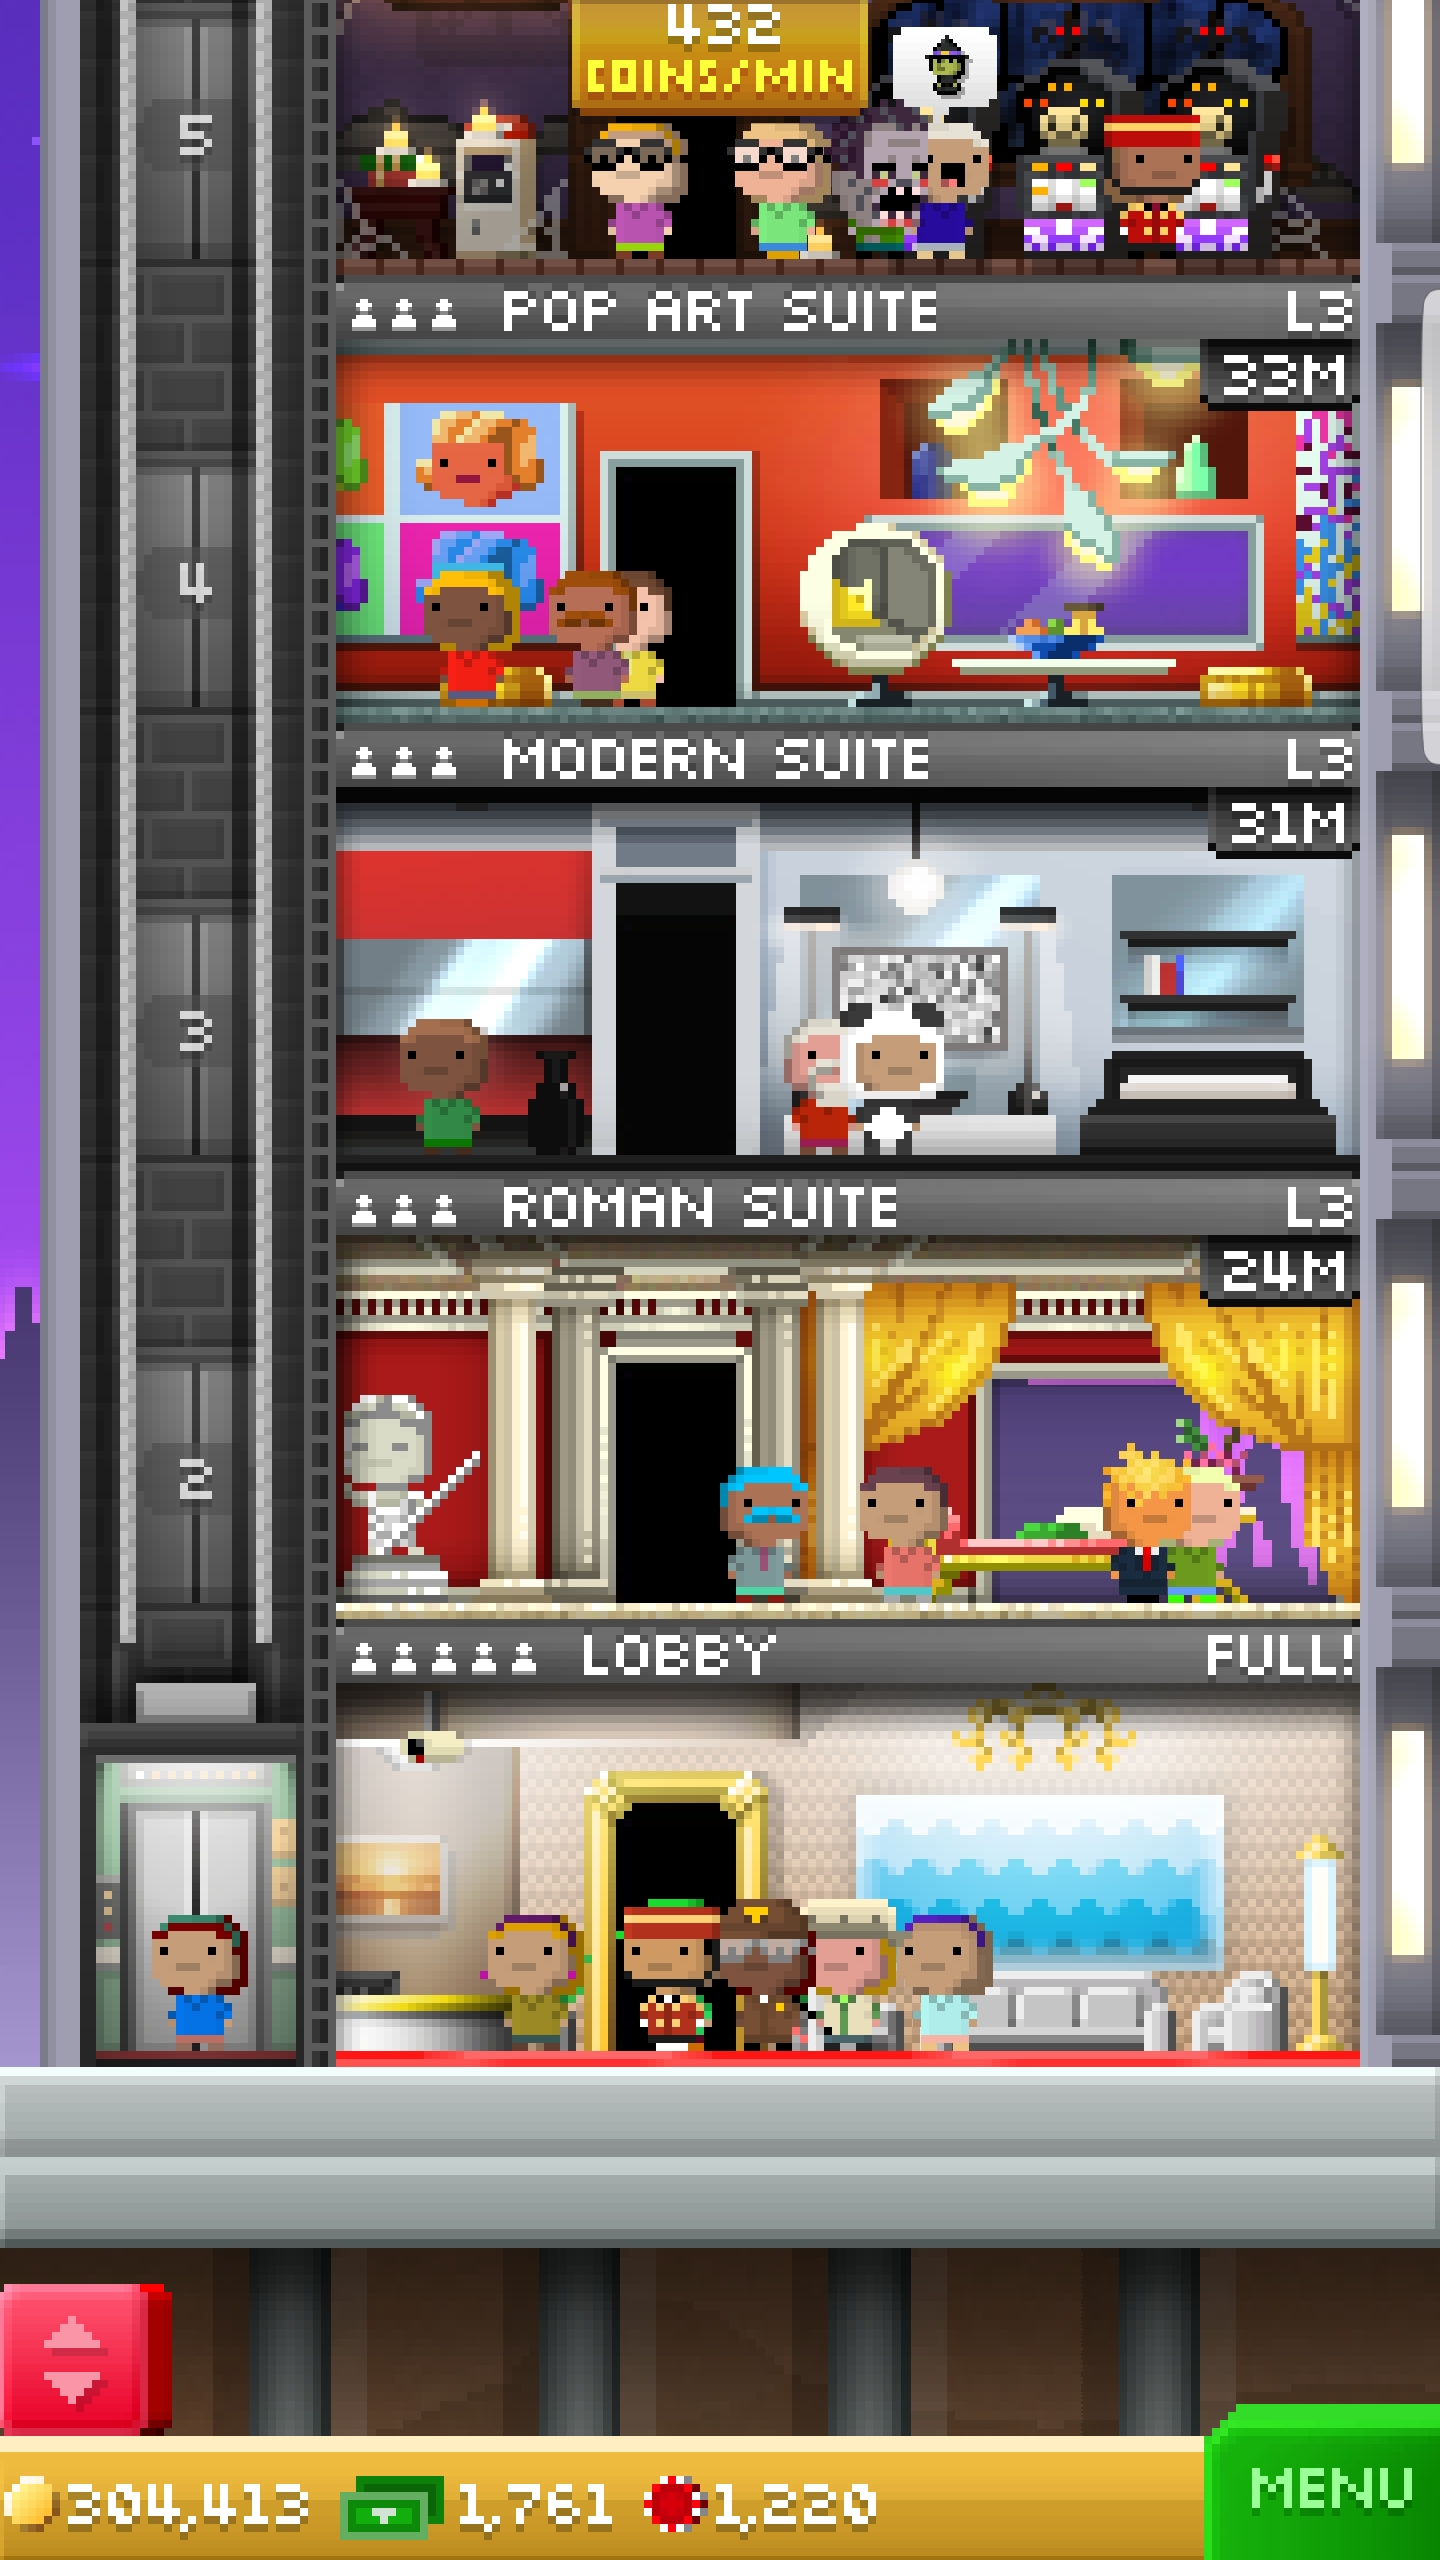 432
COINS/MIN
5
POP ART SUITE L3
33M
4
MODERN SUITE L3
31M
3
ROMAN SUITE L3
24M
2
LOBBY FULL!
304,413 1,761 1,220
MENU